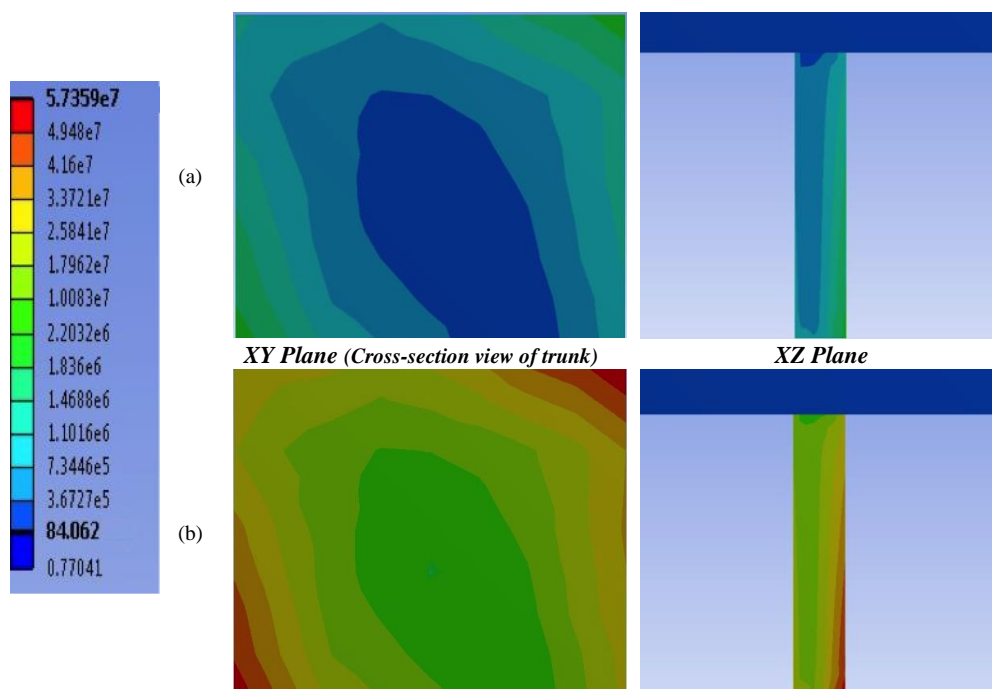 5.7359e7
4.948e7
4.16e7
3.3721e7
2.5841e7
1.7962e7
1.0083e7
2.2032e6
1.836e6
1.4688e6
1.1016e6
7.3446e5
3.6727e5
84.062
0.77041
(a)
XY Plane (Cross-section view of trunk)
XZ Plane
(b)